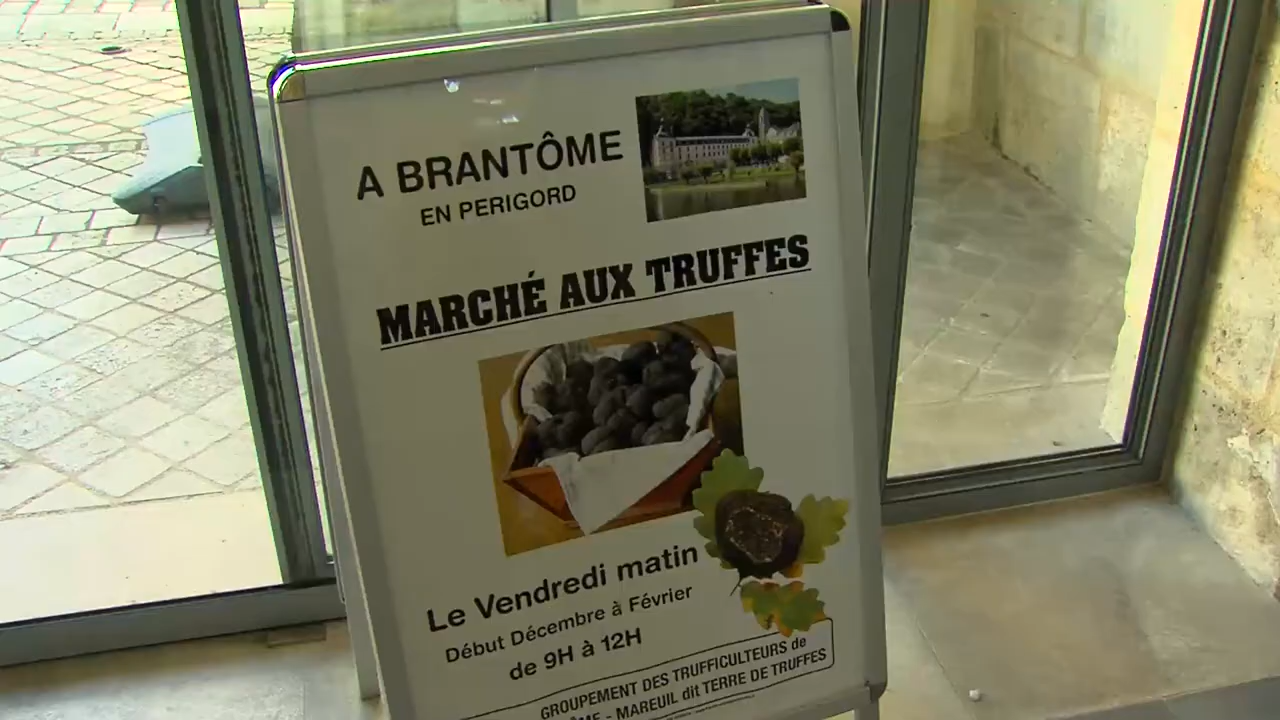 A BRANTÔME
EN PERIGORD
MARCHÉ AUX TRUFFES
Le Vendredi matin
Début Décembre à Février
de 9H à 12H
GROUPEMENT DES TRUFFICULTEURS de
- MAREUIL dit TERRE DE TRUFFES